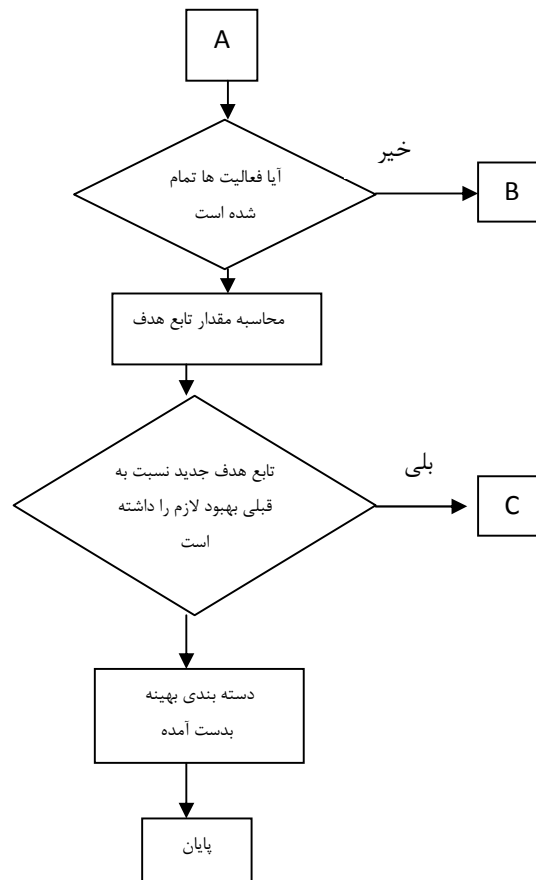 A
خیر
آیا فعالیت ها تمام
شده است
B
محاسبه مقدار تابع هدف
بلی
تابع هدف جدید نسبت به
قبلی بهبود لازم را داشته
است
C
دسته بندی بهینه
بدست آمده
پایان